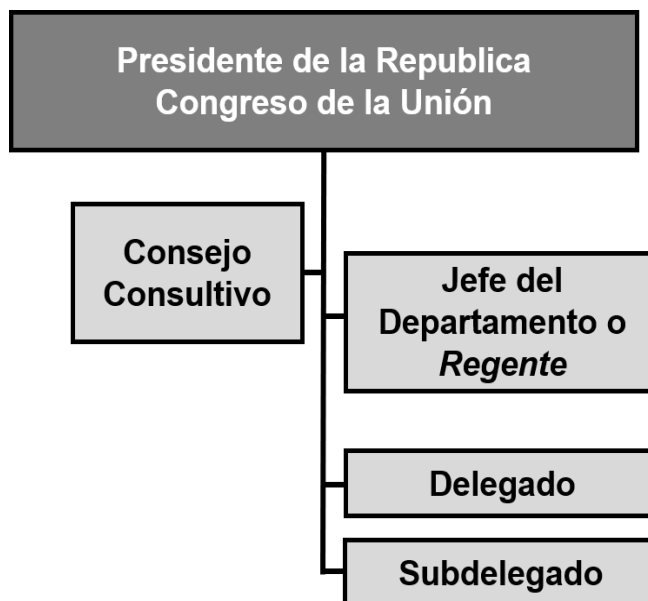 Presidente de la Republica
Congreso de la Unión
Consejo
Consultivo
Jefe del
Departamento o
Regente
Delegado
Subdelegado